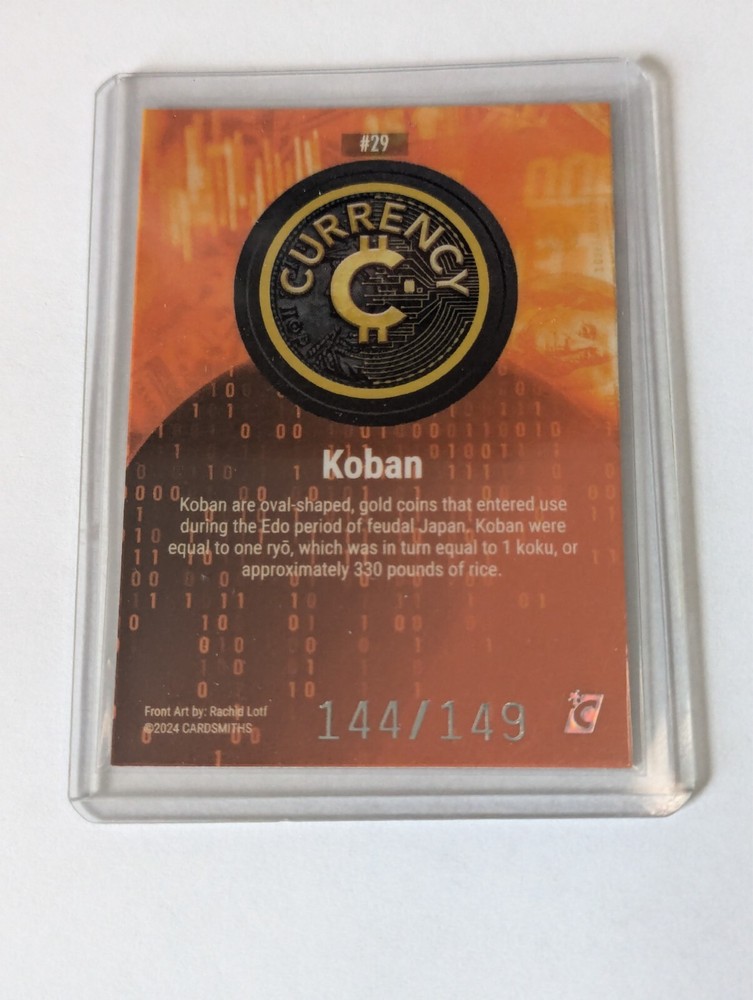 #29
CURRENCY
Koban
Koban are oval-shaped, gold coins that entered use
during the Edo period of feudal Japan. Koban were
equal to one ryō, which was in turn equal to 1 koku, or
approximately 330 pounds of rice.
Front Art by: Rachid Lotf
©2024 CARDSMITHS
144/149